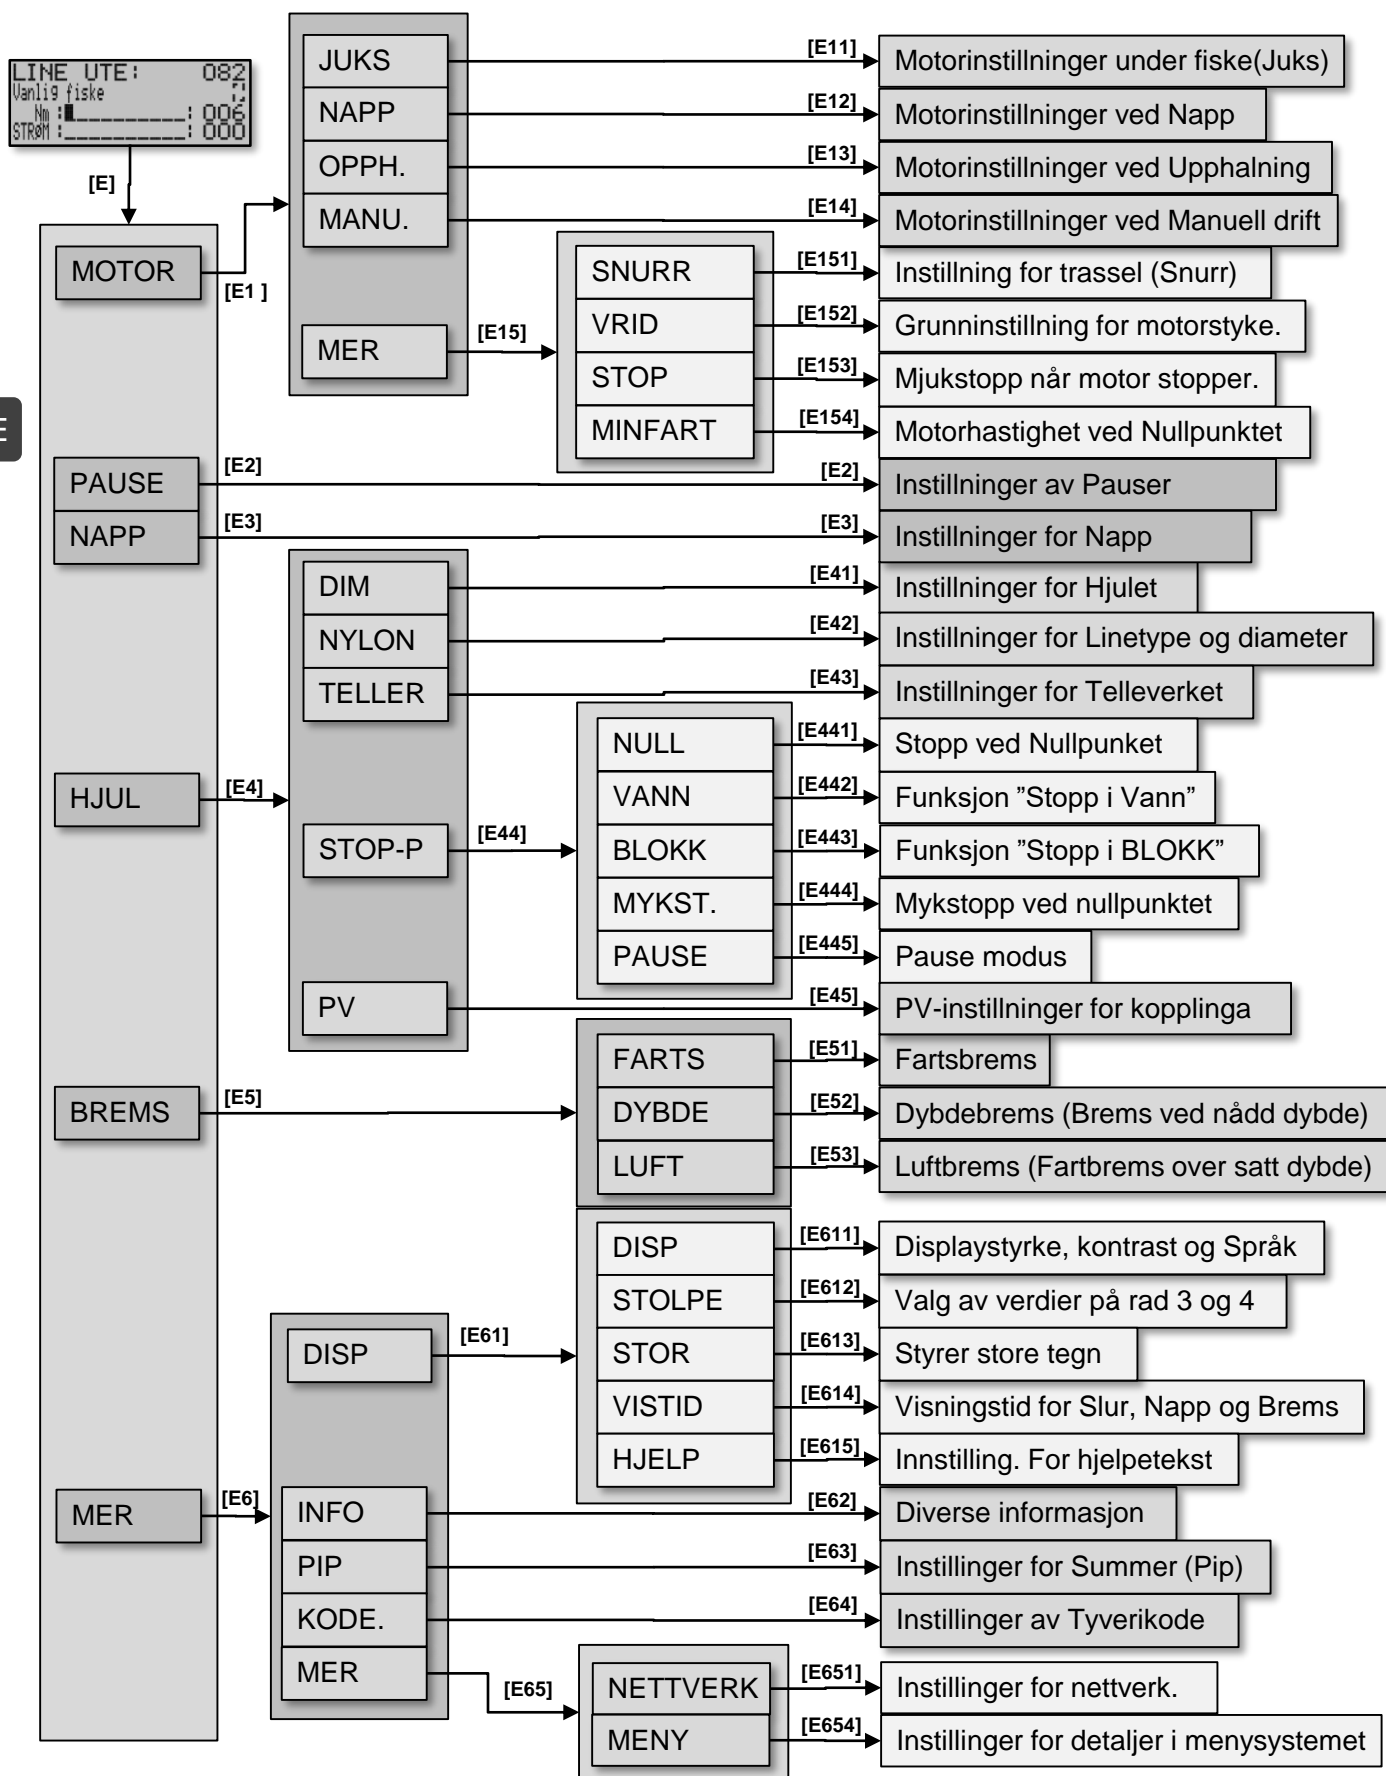 LINE UTE: 082
Vanlig fiske
Nm : : 006
STRØM : : 000
[E]
E
MOTOR
[E1 ]
JUKS
[E11]
Motorinstillninger under fiske(Juks)
NAPP
[E12]
Motorinstillninger ved Napp
OPPH.
[E13]
Motorinstillninger ved Upphalning
MANU.
[E14]
Motorinstillninger ved Manuell drift
MER
[E15]
SNURR
[E151]
Instillning for trassel (Snurr)
VRID
[E152]
Grunninstillning for motorstyke.
STOP
[E153]
Mjukstopp når motor stopper.
MINFART
[E154]
Motorhastighet ved Nullpunktet
PAUSE
[E2]
[E2]
Instillninger av Pauser
NAPP
[E3]
[E3]
Instillninger for Napp
HJUL
[E4]
DIM
[E41]
Instillninger for Hjulet
NYLON
[E42]
Instillninger for Linetype og diameter
TELLER
[E43]
Instillninger for Telleverket
STOP-P
[E44]
NULL
[E441]
Stopp ved Nullpunket
VANN
[E442]
Funksjon ”Stopp i Vann”
BLOKK
[E443]
Funksjon ”Stopp i BLOKK”
MYKST.
[E444]
Mykstopp ved nullpunktet
PAUSE
[E445]
Pause modus
PV
[E45]
PV-instillninger for kopplinga
BREMS
[E5]
FARTS
[E51]
Fartsbrems
DYBDE
[E52]
Dybdebrems (Brems ved nådd dybde)
LUFT
[E53]
Luftbrems (Fartbrems over satt dybde)
MER
[E6]
DISP
[E61]
DISP
[E611]
Displaystyrke, kontrast og Språk
STOLPE
[E612]
Valg av verdier på rad 3 og 4
STOR
[E613]
Styrer store tegn
VISTID
[E614]
Visningstid for Slur, Napp og Brems
HJELP
[E615]
Innstilling. For hjelpetekst
INFO
[E62]
Diverse informasjon
PIP
[E63]
Instillinger for Summer (Pip)
KODE.
[E64]
Instillinger av Tyverikode
MER
[E65]
NETTVERK
[E651]
Instillinger for nettverk.
MENY
[E654]
Instillinger for detaljer i menysystemet